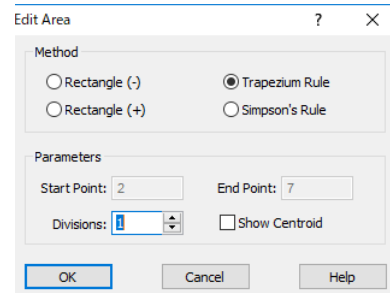 Edit Area ? X
Method
Rectangle (-) Trapezium Rule
Rectangle (+) Simpson's Rule
Parameters
Start Point: 2 End Point: 7
Divisions: 1 Show Centroid
OK Cancel Help